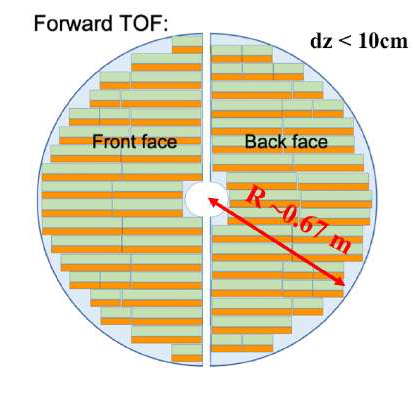 Forward TOF:
dz < 10cm
Front face
Back face
R ~0.67 m